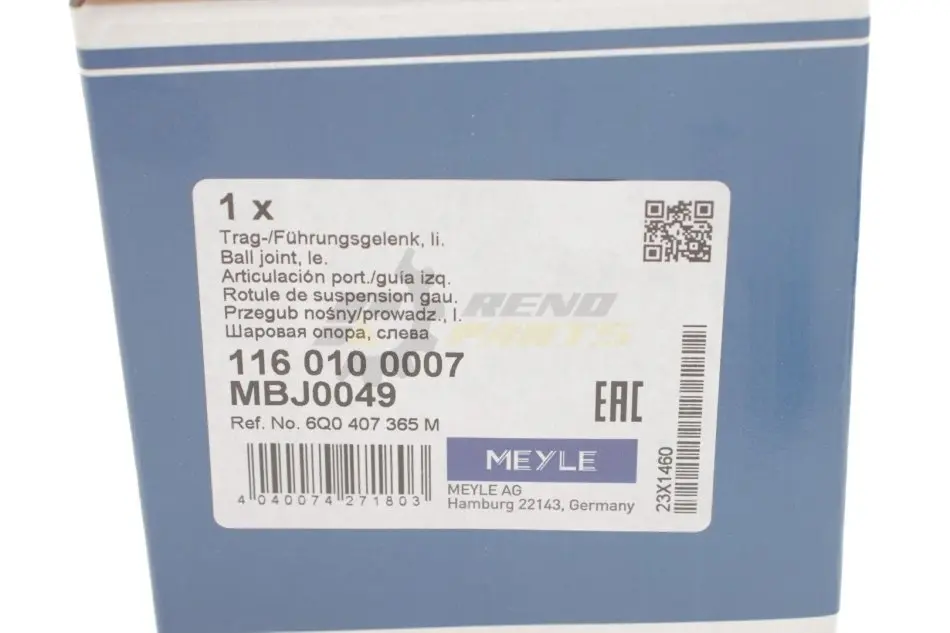 1 x
Trag-/Führungsgelenk, li.
Ball joint, le.
Articulación port./guía izq.
Rotule de suspension gau.
Przegub nośny/prowadz., l.
Шаровая опора, слева
116 010 0007
MBJ0049
Ref. No. 6Q0 407 365 M
EAC
4 040074 271803
MEYLE
MEYLE AG
Hamburg 22143, Germany
23X1460
RENO
PARTS